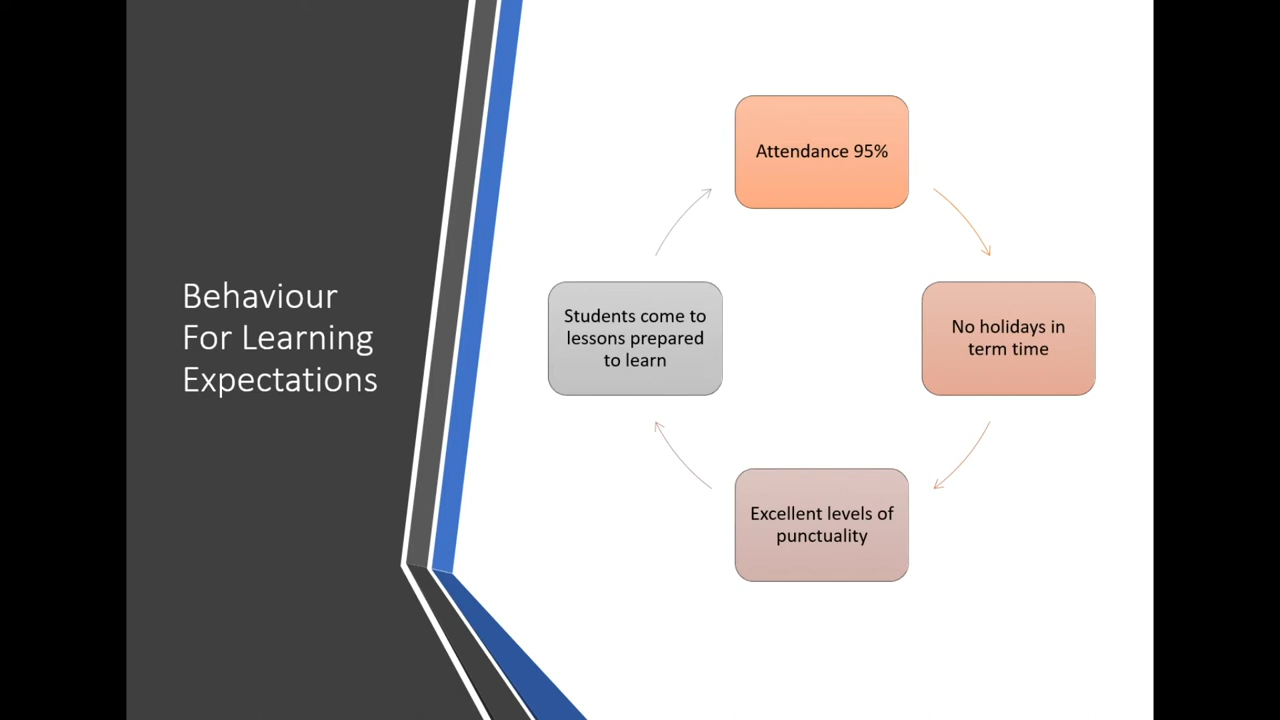 Behaviour
For Learning
Expectations
Attendance 95%
No holidays in
term time
Excellent levels of
punctuality
Students come to
lessons prepared
to learn